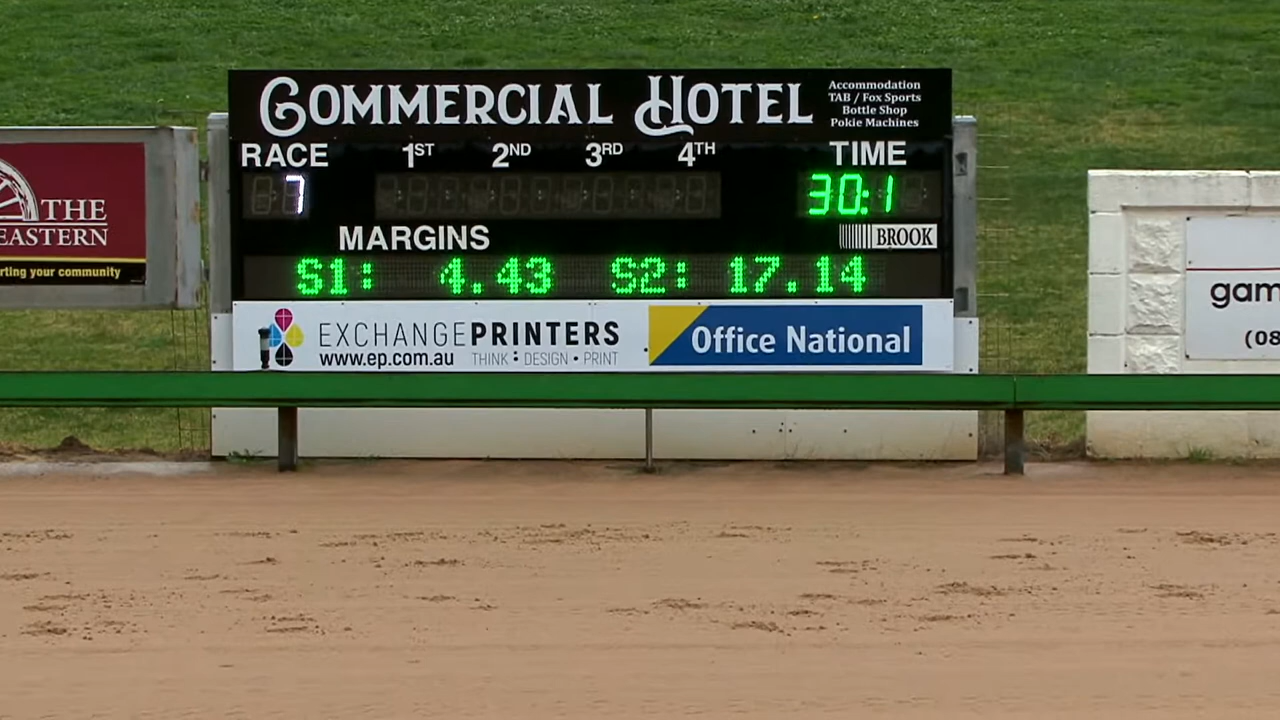 COMMERCIAL HOTEL
Accommodation
TAB / Fox Sports
Bottle Shop
Pokie Machines
RACE 1ST 2ND 3RD 4TH TIME
7 30:1
MARGINS
BROOK
S1: 4.43 S2: 17.14
EXCHANGEPRINTERS
www.ep.com.au THINK : DESIGN • PRINT
Office National
THE
EASTERN
rting your community
gam
(08